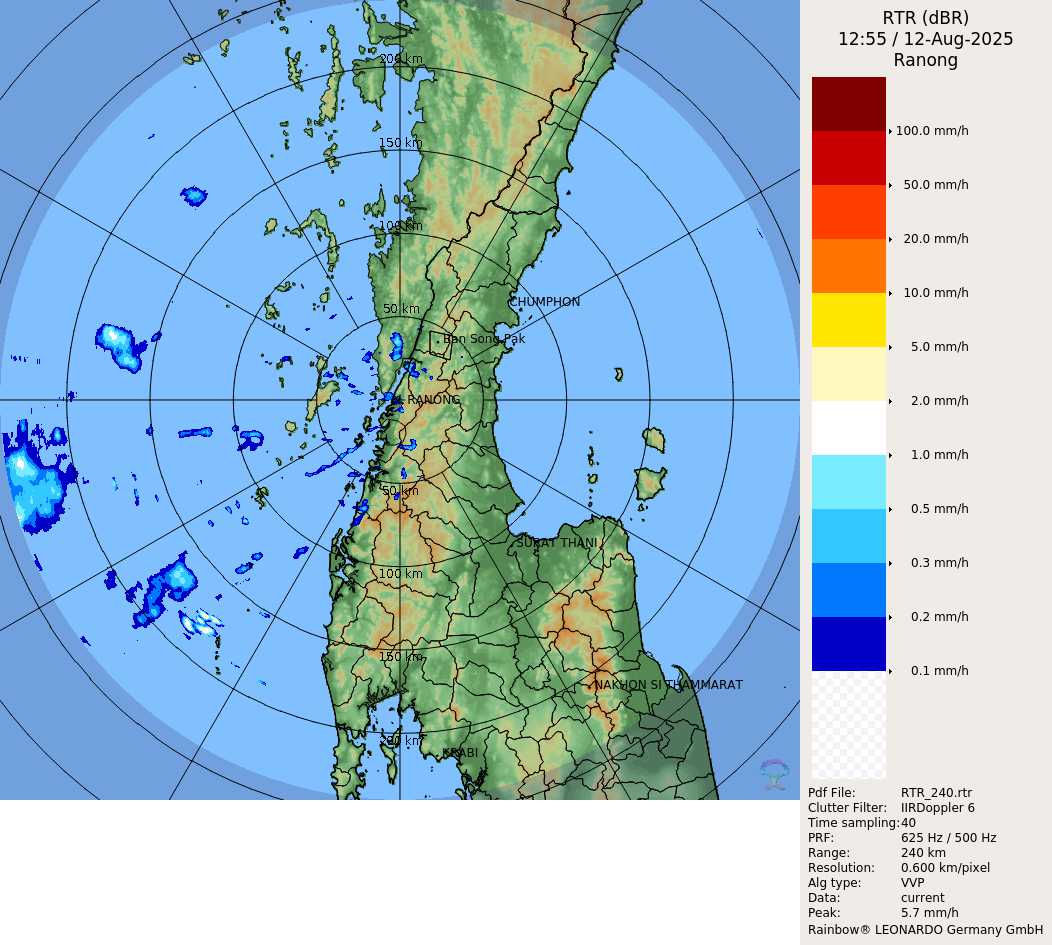 RTR (dBR)
12:55 / 12-Aug-2025
Ranong
100.0 mm/h
50.0 mm/h
20.0 mm/h
10.0 mm/h
5.0 mm/h
2.0 mm/h
1.0 mm/h
0.5 mm/h
0.3 mm/h
0.2 mm/h
0.1 mm/h
Pdf File: RTR_240.rtr
Clutter Filter: IIRDoppler 6
Time sampling: 40
PRF: 625 Hz / 500 Hz
Range: 240 km
Resolution: 0.600 km/pixel
Alg type: VVP
Data: current
Peak: 5.7 mm/h
Rainbow® LEONARDO Germany GmbH
200 km
150 km
100 km
50 km
CHUMPHON
Ban Song Pak
RANONG
50 km
SURAT THANI
100 km
150 km
NAKHON SI THAMMARAT
200 km
KRABI